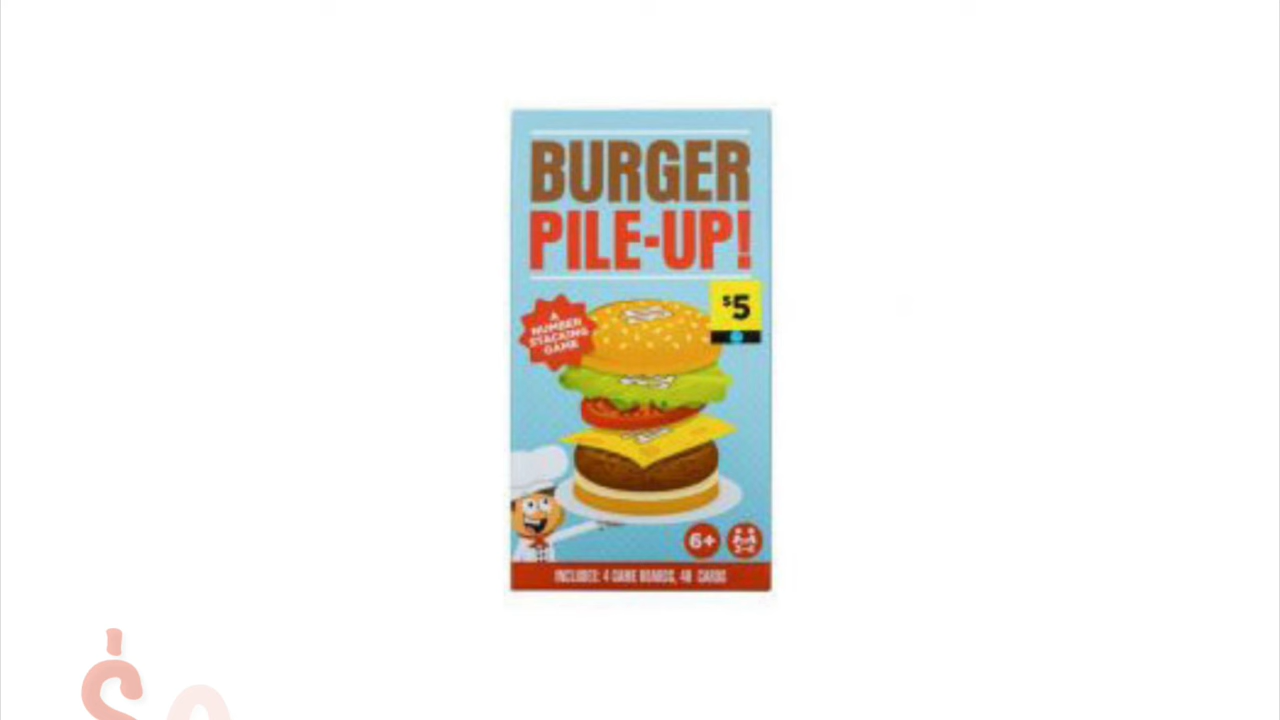 BURGER
PILE-UP!
$5
A
NUMBER
STACKING
GAME
6+
INCLUDES: 4 GAME BOARDS, 48 CARDS